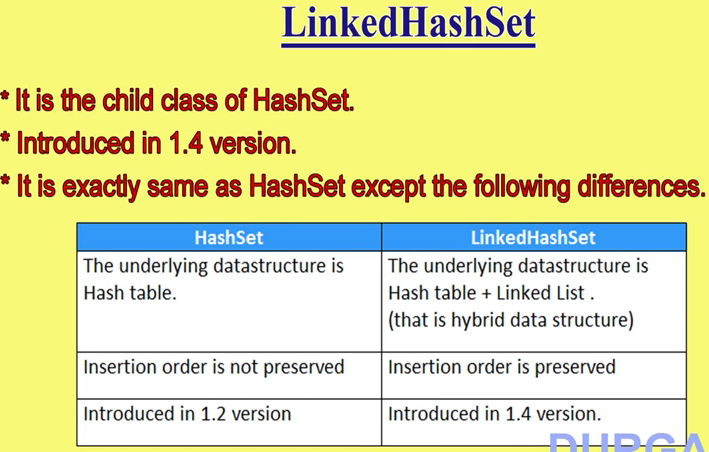 LinkedHashSet
* It is the child class of HashSet.
* Introduced in 1.4 version.
* It is exactly same as HashSet except the following differences.
HashSet
LinkedHashSet
The underlying datastructure is
Hash table.
The underlying datastructure is
Hash table + Linked List .
(that is hybrid data structure)
Insertion order is not preserved
Insertion order is preserved
Introduced in 1.2 version
Introduced in 1.4 version.
DURGA